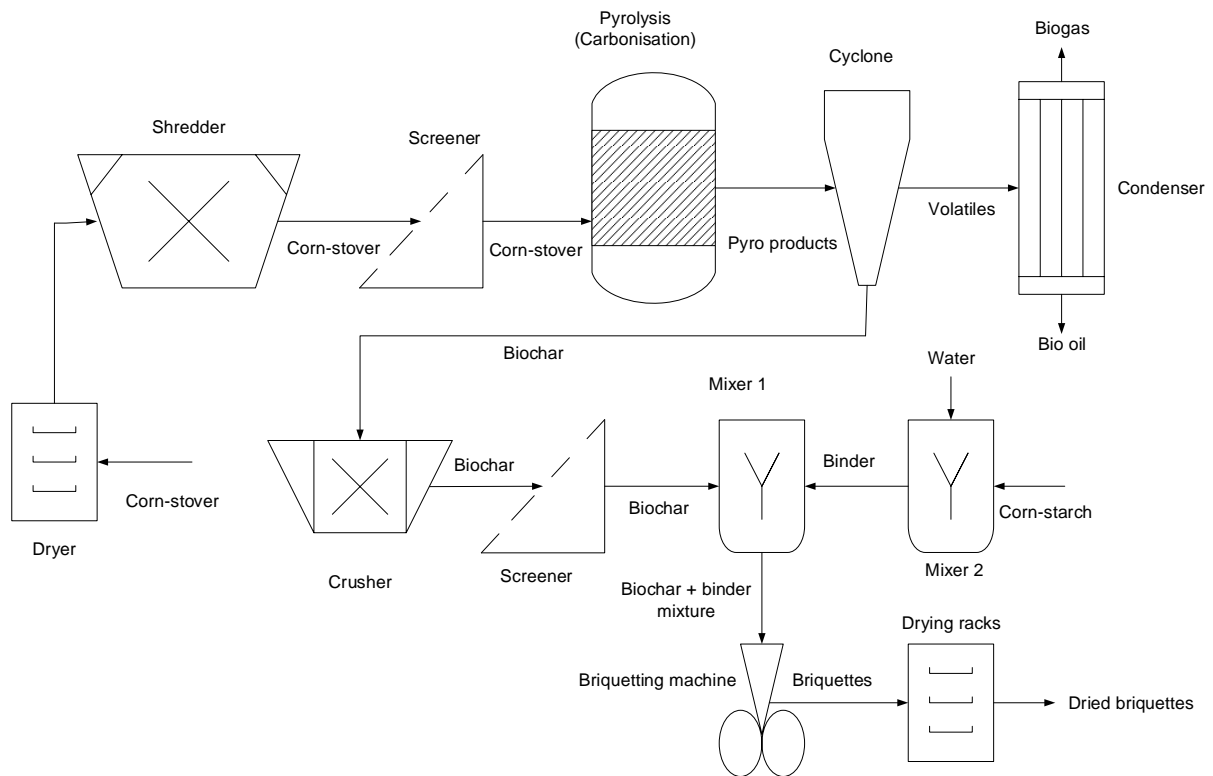 Pyrolysis
(Carbonisation)
Biogas
Cyclone
Shredder
Screener
Condenser
Volatiles
Corn-stover
Corn-stover
Pyro products
Bio oil
Biochar
Water
Mixer 1
Biochar
Binder
Corn-stover
Biochar
Corn-starch
Dryer
Crusher
Screener
Mixer 2
Biochar + binder
mixture
Drying racks
Briquetting machine
Briquettes
Dried briquettes